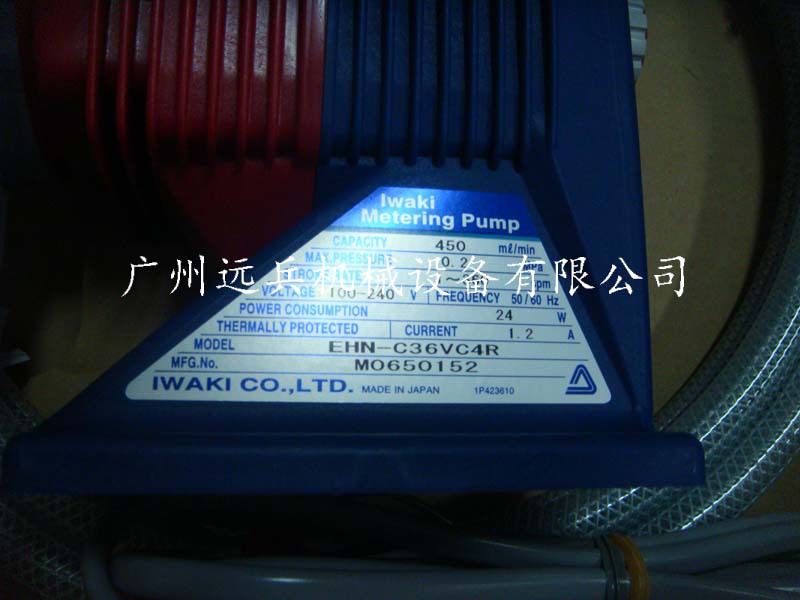 Iwaki
Metering Pump
CAPACITY 450 mℓ/min
MAX.PRESSURE 0.2
广州远兵机械设备有限公司
VOLTAGE 100-240 V FREQUENCY 50/60 Hz
POWER CONSUMPTION 24 W
THERMALLY PROTECTED CURRENT 1.2 A
MODEL EHN-C36VC4R
MFG.No. M0650152
IWAKI CO.,LTD. MADE IN JAPAN 1P423610